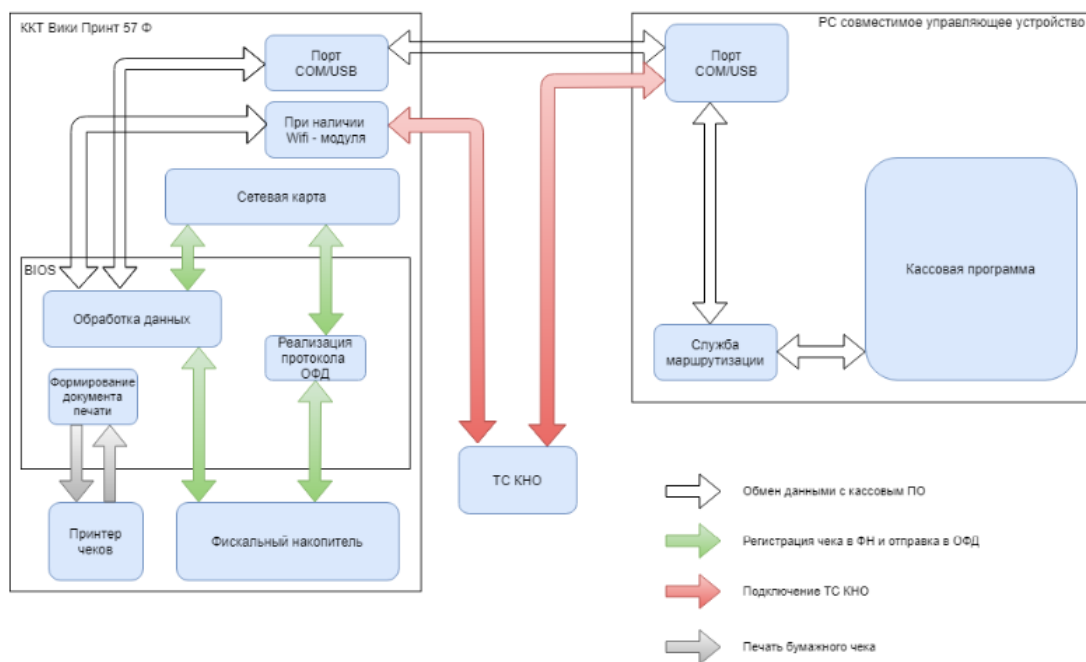 ККТ Вики Принт 57 Ф
Порт
COM/USB
При наличии
Wifi - модуля
Сетевая карта
BIOS
Обработка данных
Реализация
протокола
ОФД
Формирование
документа
печати
Принтер
чеков
Фискальный накопитель
ТС КНО
РС совместимое управляющее устройство
Порт
COM/USB
Кассовая программа
Служба
маршрутизации
Обмен данными с кассовым ПО
Регистрация чека в ФН и отправка в ОФД
Подключение ТС КНО
Печать бумажного чека